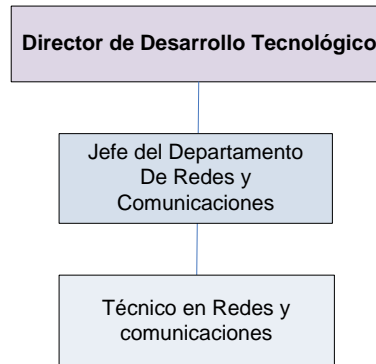 Director de Desarrollo Tecnológico
Jefe del Departamento
De Redes y
Comunicaciones
Técnico en Redes y
comunicaciones